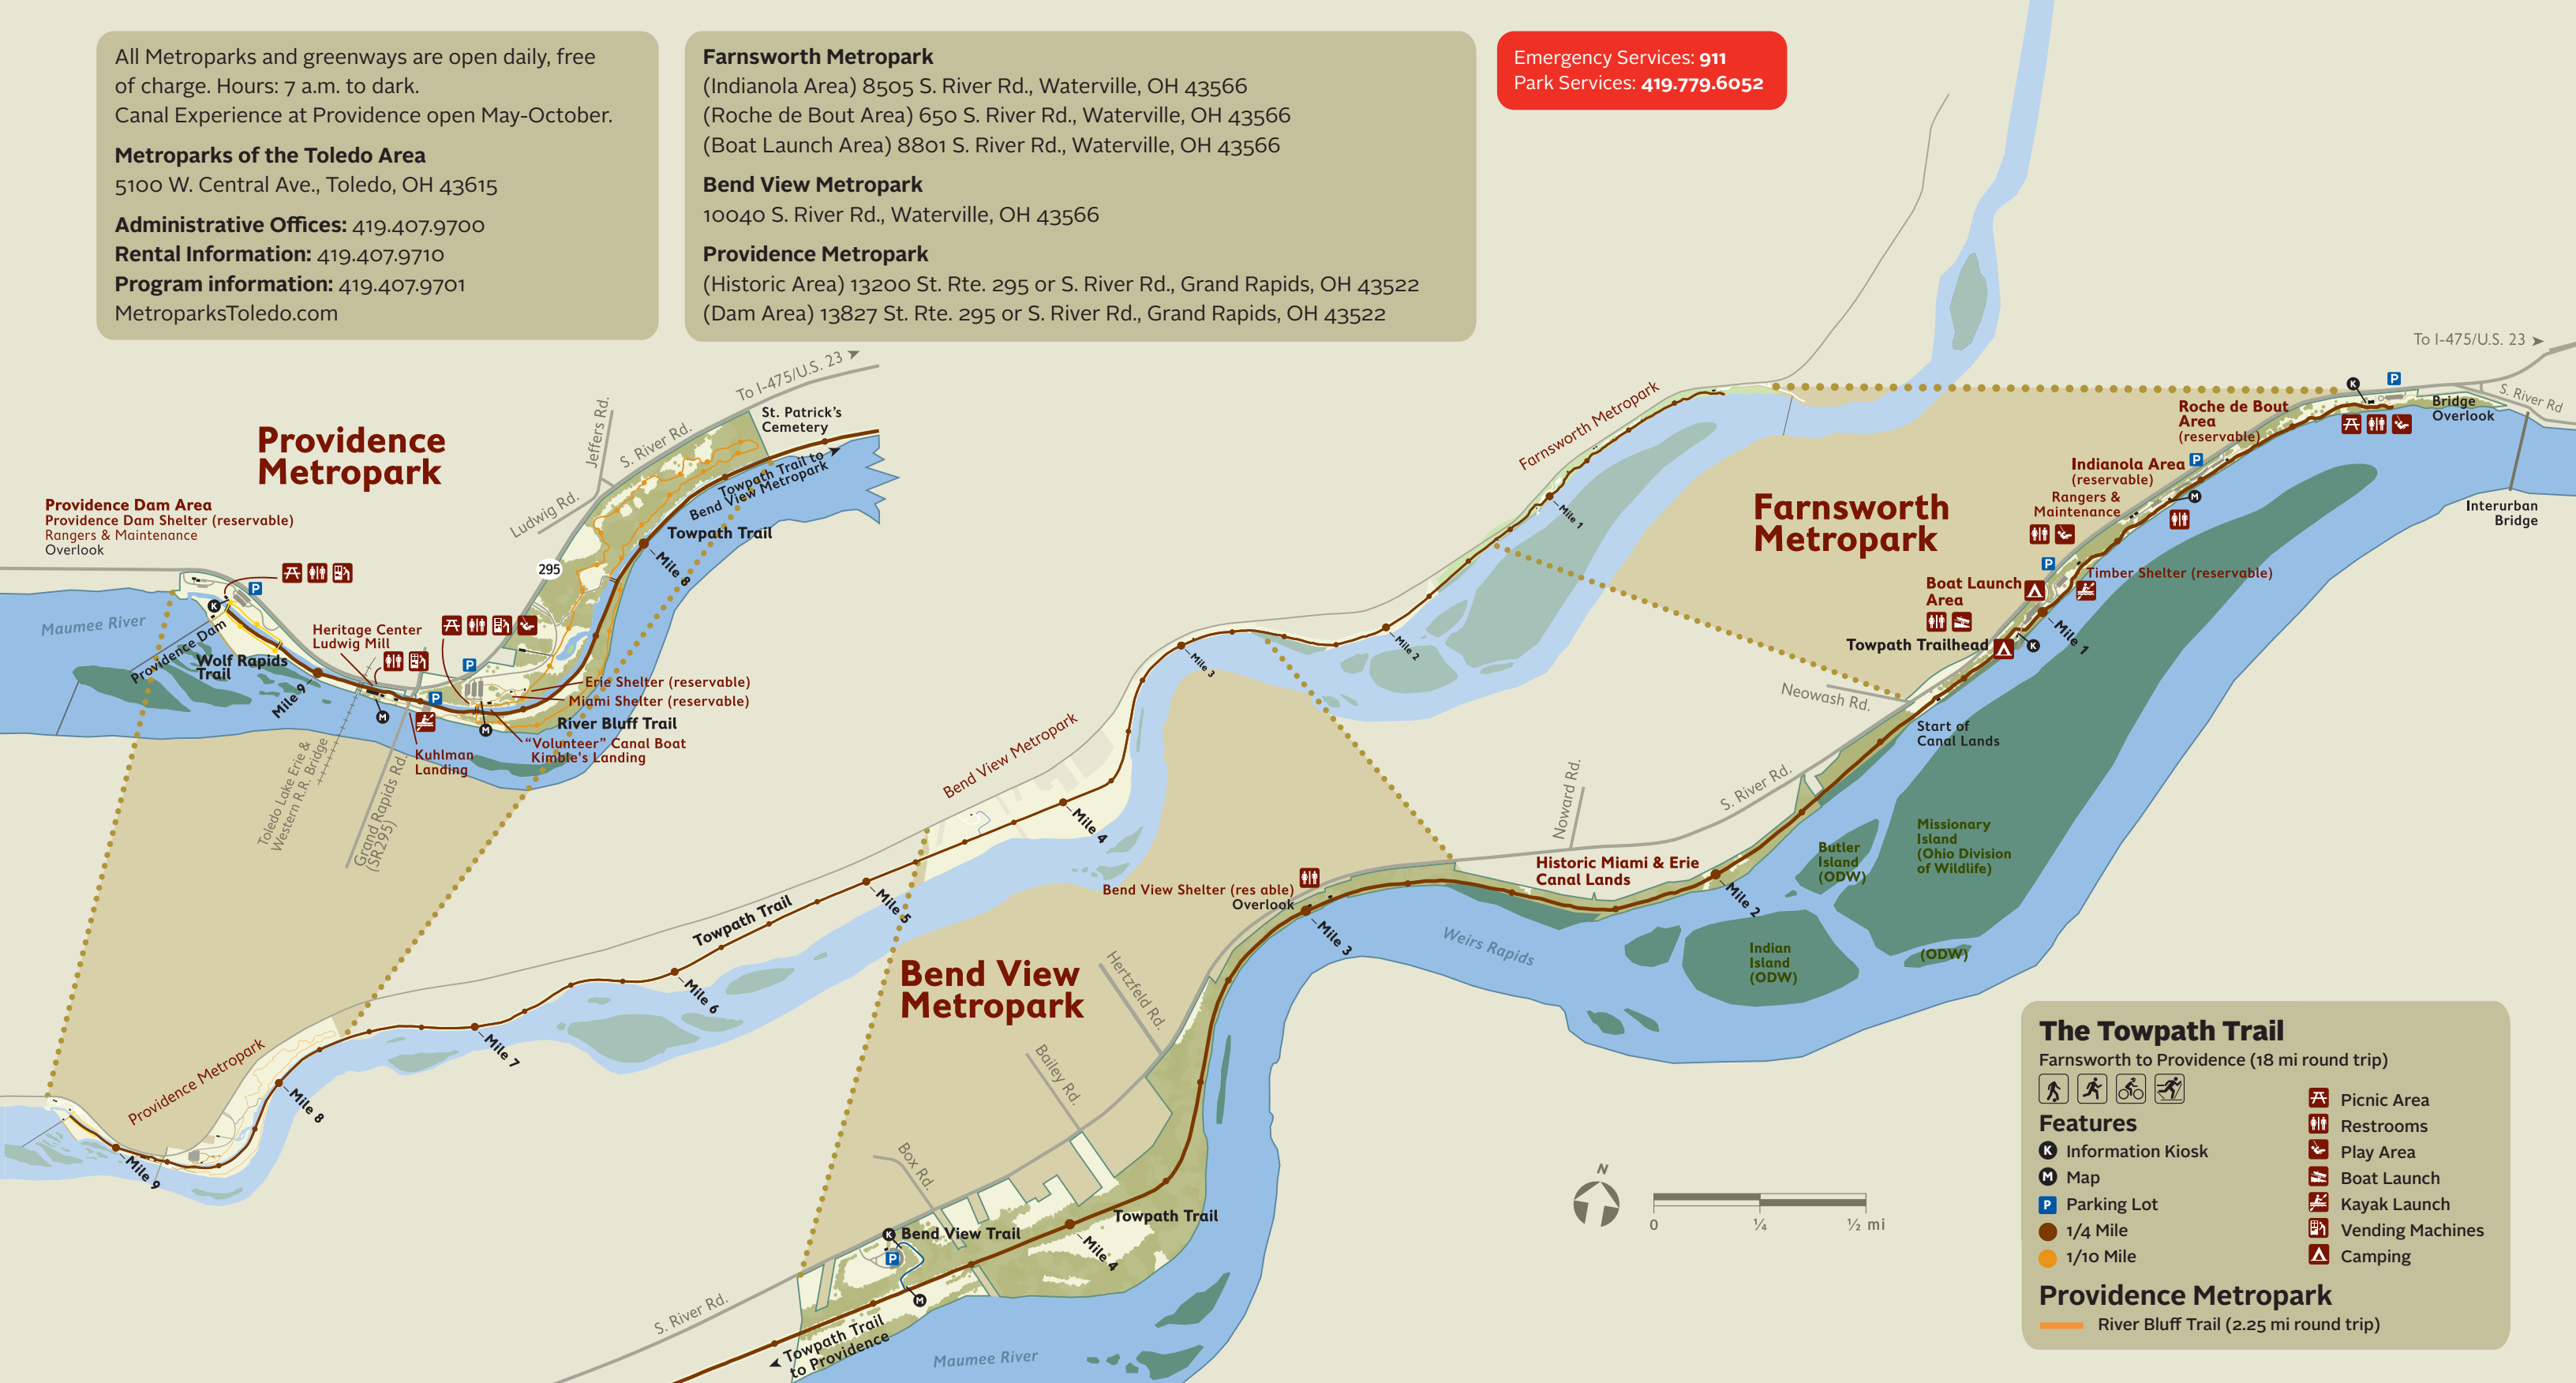 All Metroparks and greenways are open daily, free
of charge. Hours: 7 a.m. to dark.
Canal Experience at Providence open May-October.
Metroparks of the Toledo Area
5100 W. Central Ave., Toledo, OH 43615
Administrative Offices: 419.407.9700
Rental Information: 419.407.9710
Program information: 419.407.9701
MetroparksToledo.com
Farnsworth Metropark
(Indianola Area) 8505 S. River Rd., Waterville, OH 43566
(Roche de Bout Area) 650 S. River Rd., Waterville, OH 43566
(Boat Launch Area) 8801 S. River Rd., Waterville, OH 43566
Bend View Metropark
10040 S. River Rd., Waterville, OH 43566
Providence Metropark
(Historic Area) 13200 St. Rte. 295 or S. River Rd., Grand Rapids, OH 43522
(Dam Area) 13827 St. Rte. 295 or S. River Rd., Grand Rapids, OH 43522
Emergency Services: 911
Park Services: 419.779.6052
Providence
Metropark
Providence Dam Area
Providence Dam Shelter (reservable)
Rangers & Maintenance
Overlook
P
K
Maumee River
Providence Dam
Wolf Rapids
Trail
Mile 9
Heritage Center
Ludwig Mill
M
Toledo Lake Erie &
Western R.R. Bridge
Grand Rapids Rd.
(SR295)
Kuhlman
Landing
P
P
M
Erie Shelter (reservable)
Miami Shelter (reservable)
River Bluff Trail
"Volunteer" Canal Boat
Kimble's Landing
295
Ludwig Rd.
Jeffers Rd.
S. River Rd.
To I-475/U.S. 23
St. Patrick's
Cemetery
Towpath Trail to
Bend View Metropark
Towpath Trail
Mile 8
Farnsworth Metropark
Mile 1
Mile 2
Mile 3
Bend View Metropark
Mile 4
Mile 5
Towpath Trail
Mile 6
Mile 7
Mile 8
Providence Metropark
Mile 9
Farnsworth
Metropark
To I-475/U.S. 23
S. River Rd
K
P
Bridge
Overlook
Interurban
Bridge
Roche de Bout
Area
(reservable)
Indianola Area
(reservable)
P
M
Rangers &
Maintenance
P
Timber Shelter (reservable)
Boat Launch
Area
Towpath Trailhead
K
Mile 1
Neowash Rd.
Start of
Canal Lands
S. River Rd.
Noward Rd.
Historic Miami & Erie
Canal Lands
Mile 2
Butler
Island
(ODW)
Missionary
Island
(Ohio Division
of Wildlife)
Indian
Island
(ODW)
(ODW)
Weirs Rapids
Bend View Shelter (res able)
Overlook
Mile 3
Bend View
Metropark
Hertzfeld Rd.
Bailey Rd.
Box Rd.
K
Bend View Trail
P
M
Towpath Trail
Mile 4
S. River Rd.
Towpath Trail
to Providence
Maumee River
N
0 ¼ ½ mi
The Towpath Trail
Farnsworth to Providence (18 mi round trip)
Features
K Information Kiosk
M Map
P Parking Lot
1/4 Mile
1/10 Mile
Picnic Area
Restrooms
Play Area
Boat Launch
Kayak Launch
Vending Machines
Camping
Providence Metropark
River Bluff Trail (2.25 mi round trip)